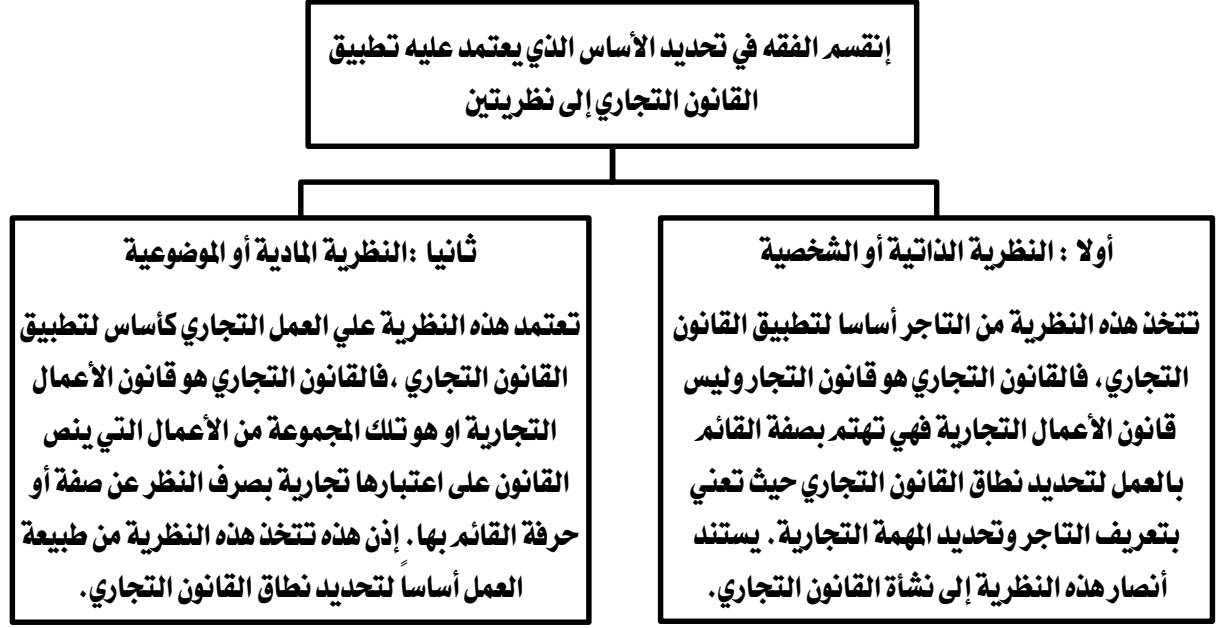 إنقسم الفقه في تحديد الأساس الذي يعتمد عليه تطبيق
القانون التجاري إلى نظريتين
أولا : النظرية الذاتية أو الشخصية
تتخذ هذه النظرية من التاجر أساسا لتطبيق القانون
التجاري، فالقانون التجاري هو قانون التجار وليس
قانون الأعمال التجارية فهي تهتم بصفة القائم
بالعمل لتحديد نطاق القانون التجاري حيث تعني
بتعريف التاجر وتحديد المهمة التجارية. يستند
أنصار هذه النظرية إلى نشأة القانون التجاري.
ثانيا :النظرية المادية أو الموضوعية
تعتمد هذه النظرية علي العمل التجاري كأساس لتطبيق
القانون التجاري ،فالقانون التجاري هو قانون الأعمال
التجارية او هو تلك المجموعة من الأعمال التي ينص
القانون على اعتبارها تجارية بصرف النظر عن صفة أو
حرفة القائم بها. إذن هذه تتخذ هذه النظرية من طبيعة
العمل أساساً لتحديد نطاق القانون التجاري.